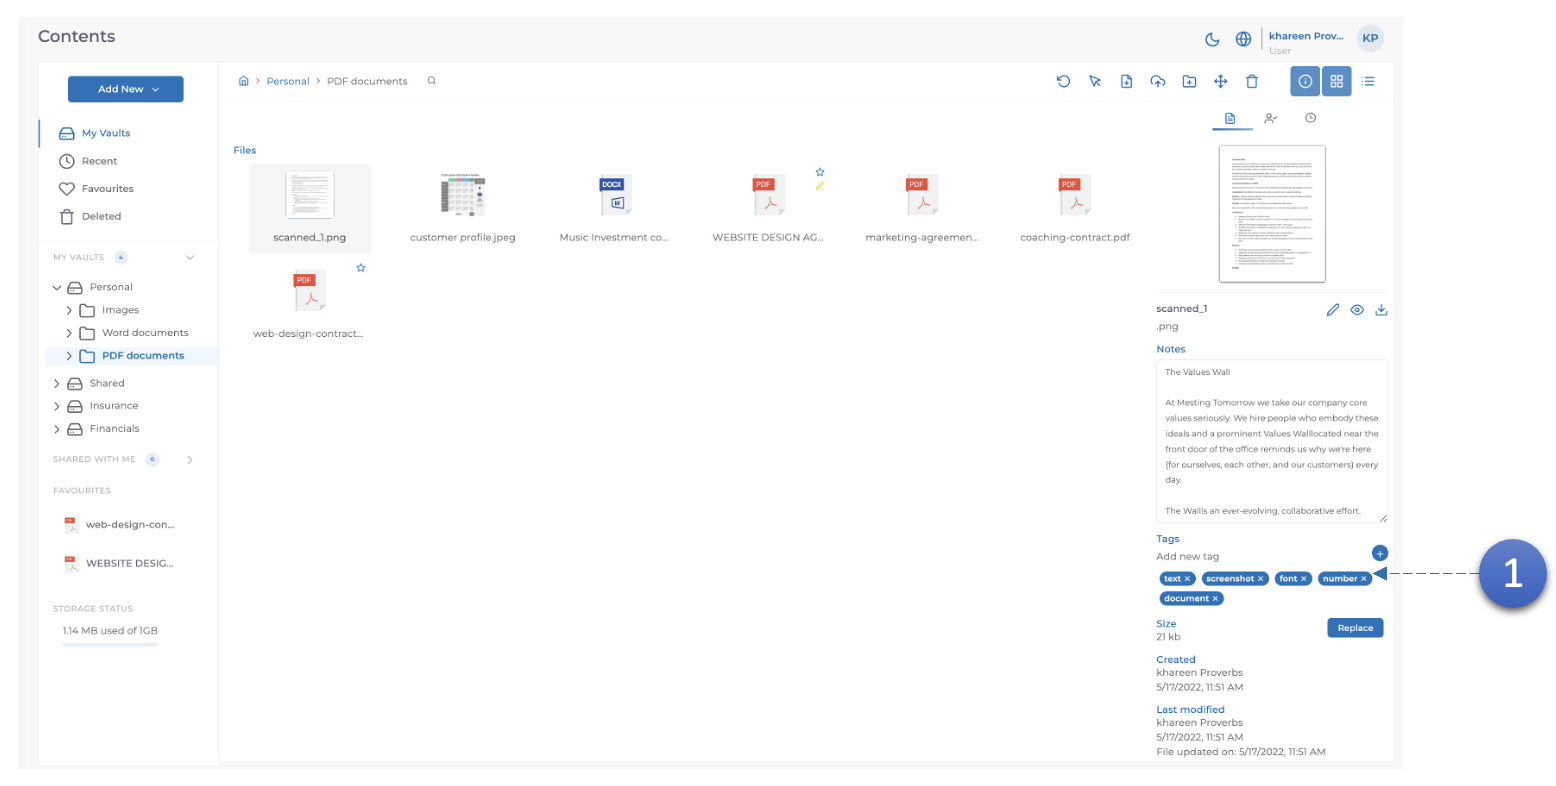 Contents
khareen Prov...
User
KP
Add New
My Vaults
Recent
Favourites
Deleted
MY VAULTS 4
Personal
Images
Word documents
PDF documents
Shared
Insurance
Financials
SHARED WITH ME 0
FAVOURITES
PDF
web-design-con...
PDF
WEBSITE DESIG...
STORAGE STATUS
1.14 MB used of 1GB
Personal > PDF documents
Files
scanned_1.png
customer profile.jpeg
DOCX
W
Music Investment co...
PDF
WEBSITE DESIGN AG...
PDF
marketing-agreemen...
PDF
coaching-contract.pdf
PDF
web-design-contract...
scanned_1
.png
Notes
The Values Wall
At Mesting Tomorrow we take our company core
values seriously. We hire people who embody these
ideals and a prominent Values Walllocated near the
front door of the office reminds us why we're here
{for ourselves, each other, and our customers} every
day.
The Wallis an ever-evolving, collaborative effort.
Tags
Add new tag
text × screenshot × font × number ×
document ×
Size
21 kb
Replace
Created
khareen Proverbs
5/17/2022, 11:51 AM
Last modified
khareen Proverbs
5/17/2022, 11:51 AM
File updated on: 5/17/2022, 11:51 AM
1